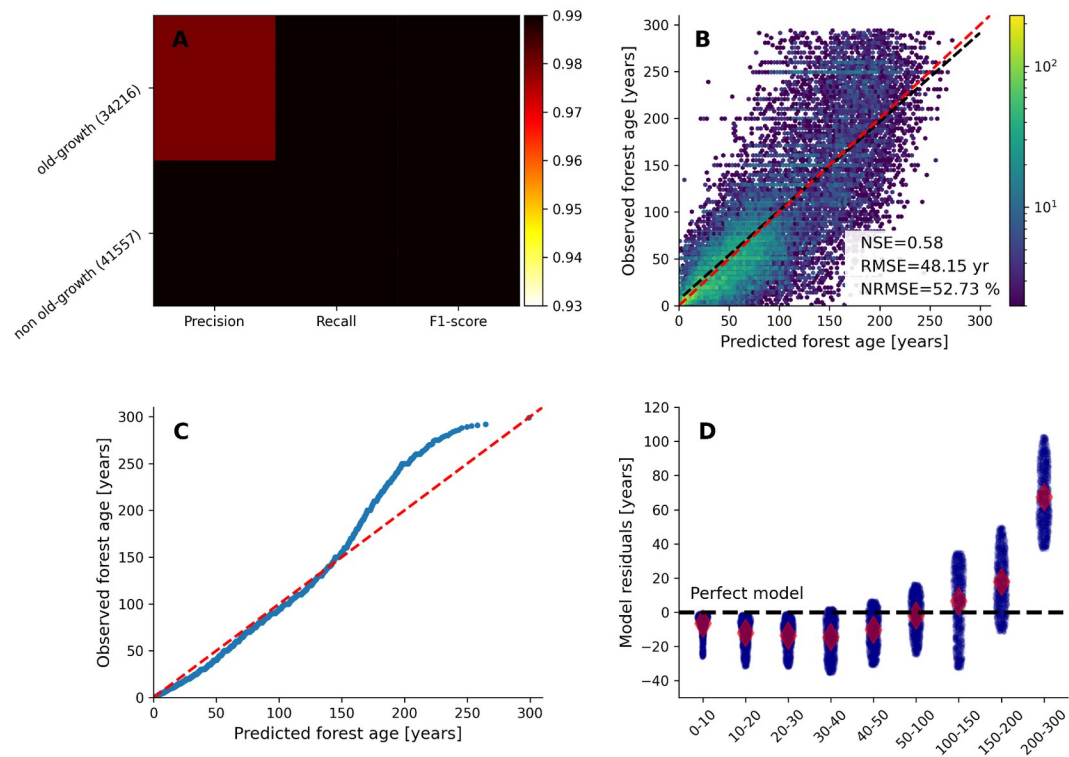 A
old-growth (34216)
non old-growth (41557)
Precision
Recall
F1-score
0.99
0.98
0.97
0.96
0.95
0.94
0.93
B
Observed forest age [years]
300
250
200
150
100
50
0
NSE=0.58
RMSE=48.15 yr
NRMSE=52.73 %
0 50 100 150 200 250 300
Predicted forest age [years]
10²
10¹
C
Observed forest age [years]
300
250
200
150
100
50
0
0 50 100 150 200 250 300
Predicted forest age [years]
D
Model residuals [years]
120
100
80
60
40
20
0
−20
−40
Perfect model
0-10
10-20
20-30
30-40
40-50
50-100
100-150
150-200
200-300